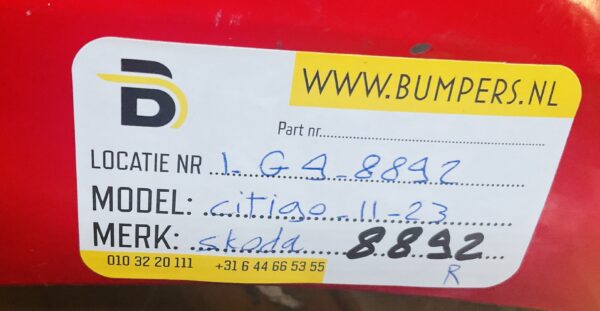 B
WWW.BUMPERS.NL
Part nr
LOCATIE NR 1-G9-8892
MODEL: citigo-11-23
MERK: skoda 8892
010 32 20 111 +31 6 44 66 53 55 R